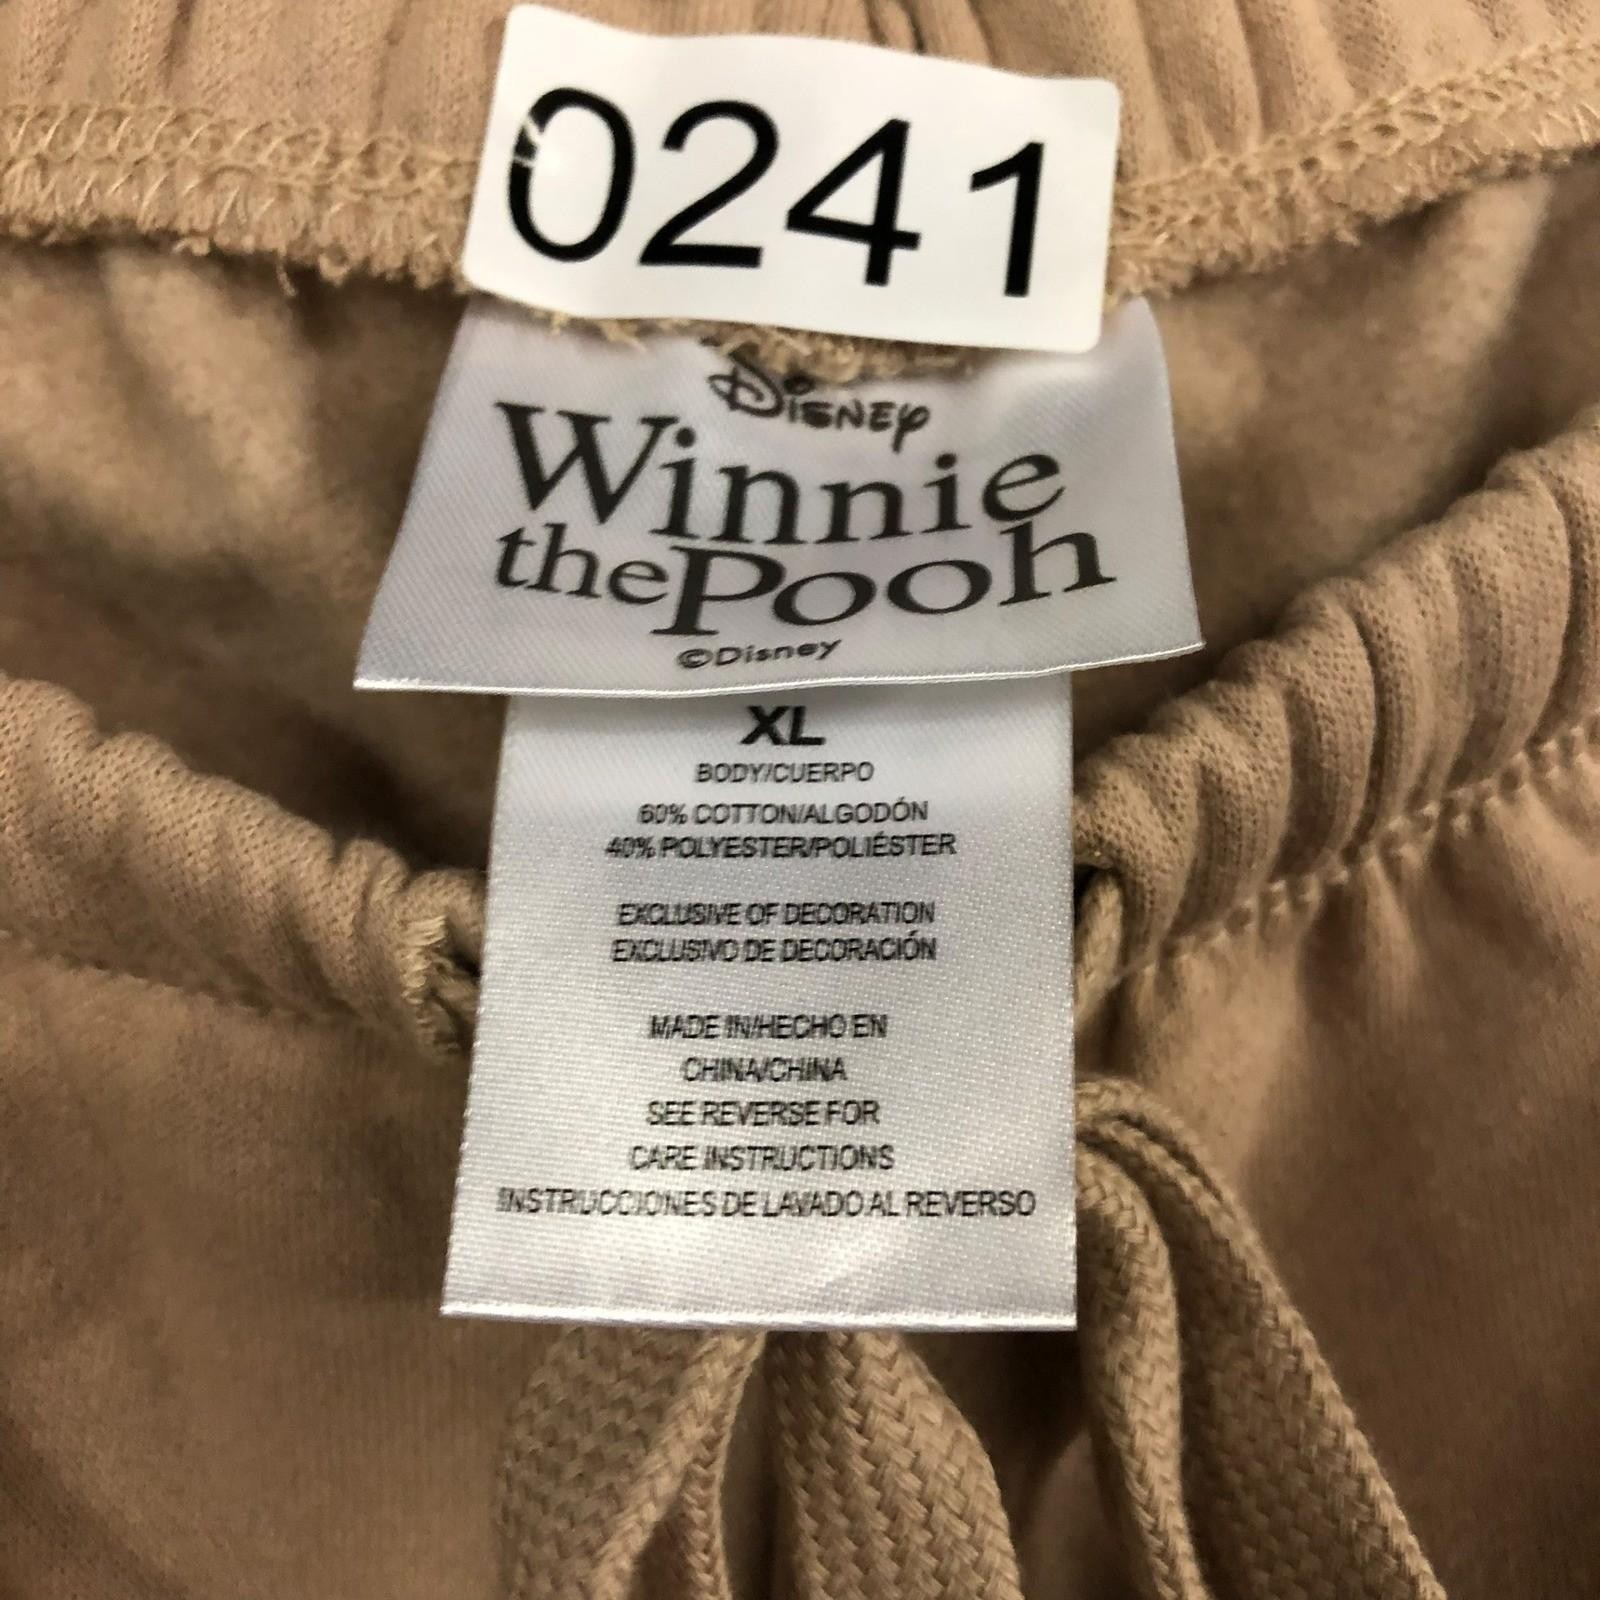 0241
Disney
Winnie
the Pooh
©Disney
XL
BODY/CUERPO
60% COTTON/ALGODÓN
40% POLYESTER/POLIÉSTER
EXCLUSIVE OF DECORATION
EXCLUSIVO DE DECORACIÓN
MADE IN/HECHO EN
CHINA/CHINA
SEE REVERSE FOR
CARE INSTRUCTIONS
INSTRUCCIONES DE LAVADO AL REVERSO